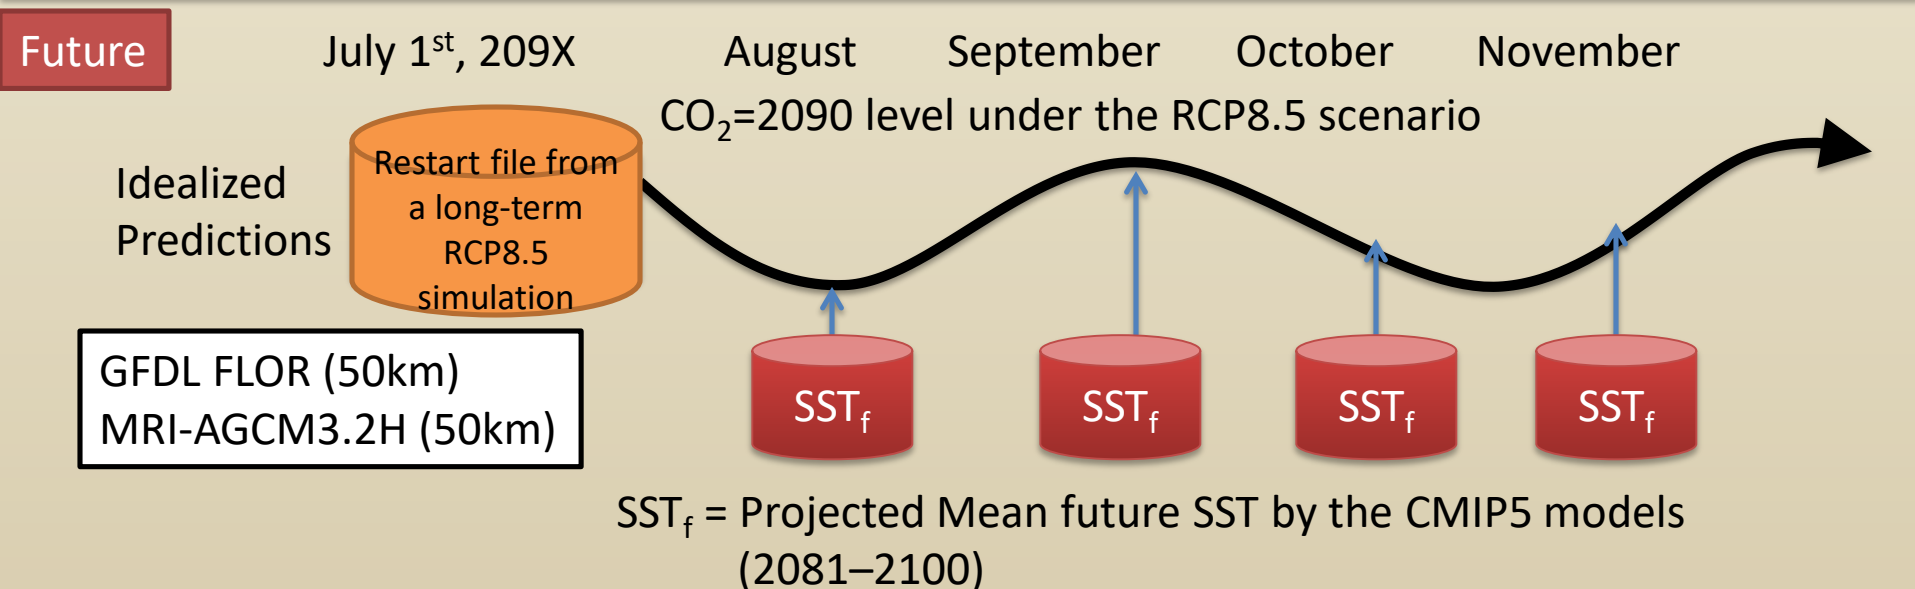 Future
July 1st, 209X August September October November
CO2=2090 level under the RCP8.5 scenario
Idealized
Predictions
Restart file from
a long-term
RCP8.5
simulation
GFDL FLOR (50km)
MRI-AGCM3.2H (50km)
SSTf SSTf SSTf SSTf
SSTf = Projected Mean future SST by the CMIP5 models
(2081–2100)